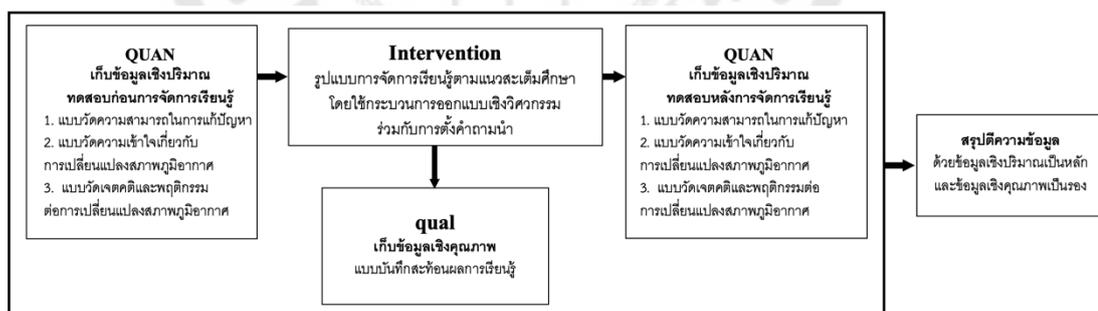 QUAN
เก็บข้อมูลเชิงปริมาณ
ทดสอบก่อนการจัดการเรียนรู้
1. แบบวัดความสามารถในการแก้ปัญหา
2. แบบวัดความเข้าใจเกี่ยวกับ
การเปลี่ยนแปลงสภาพภูมิอากาศ
3. แบบวัดเจตคติและพฤติกรรม
ต่อการเปลี่ยนแปลงสภาพภูมิอากาศ
Intervention
รูปแบบการจัดการเรียนรู้ตามแนวสะเต็มศึกษา
โดยใช้กระบวนการออกแบบเชิงวิศวกรรม
ร่วมกับการตั้งคำถามนำ
qual
เก็บข้อมูลเชิงคุณภาพ
แบบบันทึกสะท้อนผลการเรียนรู้
QUAN
เก็บข้อมูลเชิงปริมาณ
ทดสอบหลังการจัดการเรียนรู้
1. แบบวัดความสามารถในการแก้ปัญหา
2. แบบวัดความเข้าใจเกี่ยวกับ
การเปลี่ยนแปลงสภาพภูมิอากาศ
3. แบบวัดเจตคติและพฤติกรรมต่อ
การเปลี่ยนแปลงสภาพภูมิอากาศ
สรุปตีความข้อมูล
ด้วยข้อมูลเชิงปริมาณเป็นหลัก
และข้อมูลเชิงคุณภาพเป็นรอง